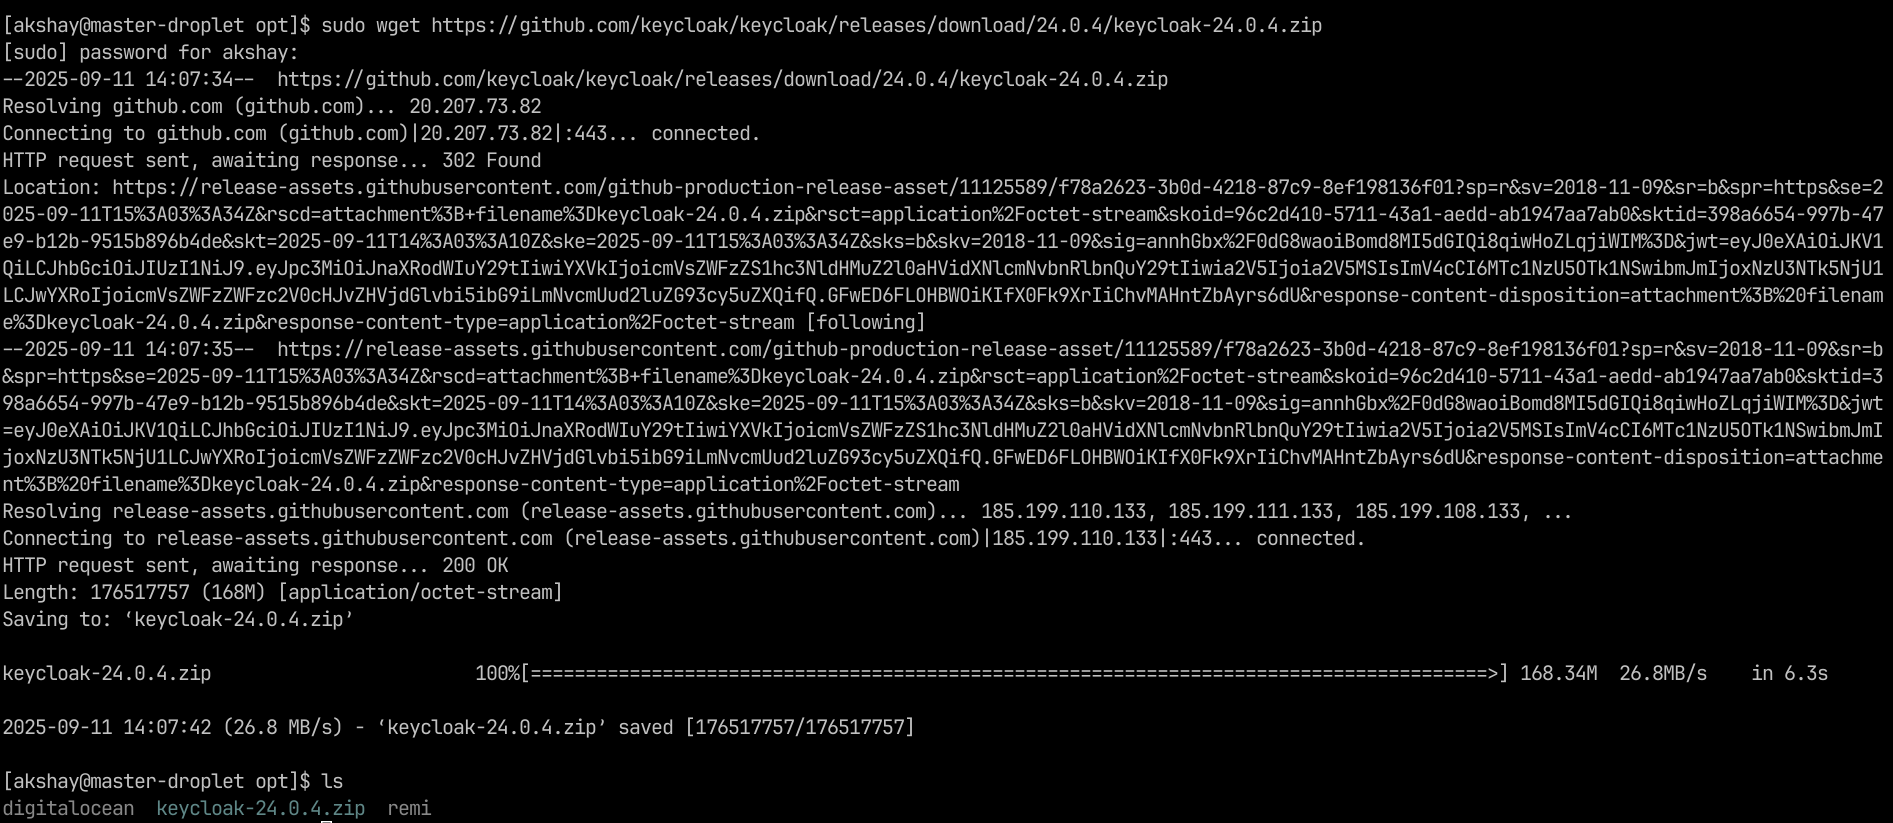 [akshay@master-droplet opt]$ sudo wget https://github.com/keycloak/keycloak/releases/download/24.0.4/keycloak-24.0.4.zip
[sudo] password for akshay:
--2025-09-11 14:07:34--  https://github.com/keycloak/keycloak/releases/download/24.0.4/keycloak-24.0.4.zip
Resolving github.com (github.com)... 20.207.73.82
Connecting to github.com (github.com)|20.207.73.82|:443... connected.
HTTP request sent, awaiting response... 302 Found
Location: https://release-assets.githubusercontent.com/github-production-release-asset/11125589/f78a2623-3b0d-4218-87c9-8ef198136f01?sp=r&sv=2018-11-09&sr=b&spr=https&se=2
025-09-11T15%3A03%3A34Z&rscd=attachment%3B+filename%3Dkeycloak-24.0.4.zip&rsct=application%2Foctet-stream&skoid=96c2d410-5711-43a1-aedd-ab1947aa7ab0&sktid=398a6654-997b-47
e9-b12b-9515b896b4de&skt=2025-09-11T14%3A03%3A10Z&ske=2025-09-11T15%3A03%3A34Z&sks=b&skv=2018-11-09&sig=annhGbx%2F0dG8waoiBomd8MI5dGIQi8qiwHoZLqjiWIM%3D&jwt=eyJ0eXAiOiJKV1
QiLCJhbGciOiJIUzI1NiJ9.eyJpc3MiOiJnaXRodWIuY29tIiwiYXVkIjoicmVsZWFzZS1hc3NldHMuZ2l0aHVidXNlcmNvbnRlbnQuY29tIiwia2V5Ijoia2V5MSIsImV4cCI6MTc1NzU5OTk1NSwibmJmIjoxNzU3NTk5NjU1
LCJwYXRoIjoicmVsZWFzZWFzc2V0cHJvZHVjdGlvbi5ibG9iLmNvcmUud2luZG93cy5uZXQifQ.GFwED6FLOHBWOiKIfX0Fk9XrIiChvMAHntZbAyrs6dU&response-content-disposition=attachment%3B%20filenam
e%3Dkeycloak-24.0.4.zip&response-content-type=application%2Foctet-stream [following]
--2025-09-11 14:07:35--  https://release-assets.githubusercontent.com/github-production-release-asset/11125589/f78a2623-3b0d-4218-87c9-8ef198136f01?sp=r&sv=2018-11-09&sr=b
&spr=https&se=2025-09-11T15%3A03%3A34Z&rscd=attachment%3B+filename%3Dkeycloak-24.0.4.zip&rsct=application%2Foctet-stream&skoid=96c2d410-5711-43a1-aedd-ab1947aa7ab0&sktid=3
98a6654-997b-47e9-b12b-9515b896b4de&skt=2025-09-11T14%3A03%3A10Z&ske=2025-09-11T15%3A03%3A34Z&sks=b&skv=2018-11-09&sig=annhGbx%2F0dG8waoiBomd8MI5dGIQi8qiwHoZLqjiWIM%3D&jwt
=eyJ0eXAiOiJKV1QiLCJhbGciOiJIUzI1NiJ9.eyJpc3MiOiJnaXRodWIuY29tIiwiYXVkIjoicmVsZWFzZS1hc3NldHMuZ2l0aHVidXNlcmNvbnRlbnQuY29tIiwia2V5Ijoia2V5MSIsImV4cCI6MTc1NzU5OTk1NSwibmJmI
joxNzU3NTk5NjU1LCJwYXRoIjoicmVsZWFzZWFzc2V0cHJvZHVjdGlvbi5ibG9iLmNvcmUud2luZG93cy5uZXQifQ.GFwED6FLOHBWOiKIfX0Fk9XrIiChvMAHntZbAyrs6dU&response-content-disposition=attachme
nt%3B%20filename%3Dkeycloak-24.0.4.zip&response-content-type=application%2Foctet-stream
Resolving release-assets.githubusercontent.com (release-assets.githubusercontent.com)... 185.199.110.133, 185.199.111.133, 185.199.108.133, ...
Connecting to release-assets.githubusercontent.com (release-assets.githubusercontent.com)|185.199.110.133|:443... connected.
HTTP request sent, awaiting response... 200 OK
Length: 176517757 (168M) [application/octet-stream]
Saving to: ‘keycloak-24.0.4.zip’
keycloak-24.0.4.zip 100%[=======================================================================================>] 168.34M  26.8MB/s    in 6.3s
2025-09-11 14:07:42 (26.8 MB/s) - ‘keycloak-24.0.4.zip’ saved [176517757/176517757]
[akshay@master-droplet opt]$ ls
digitalocean  keycloak-24.0.4.zip  remi